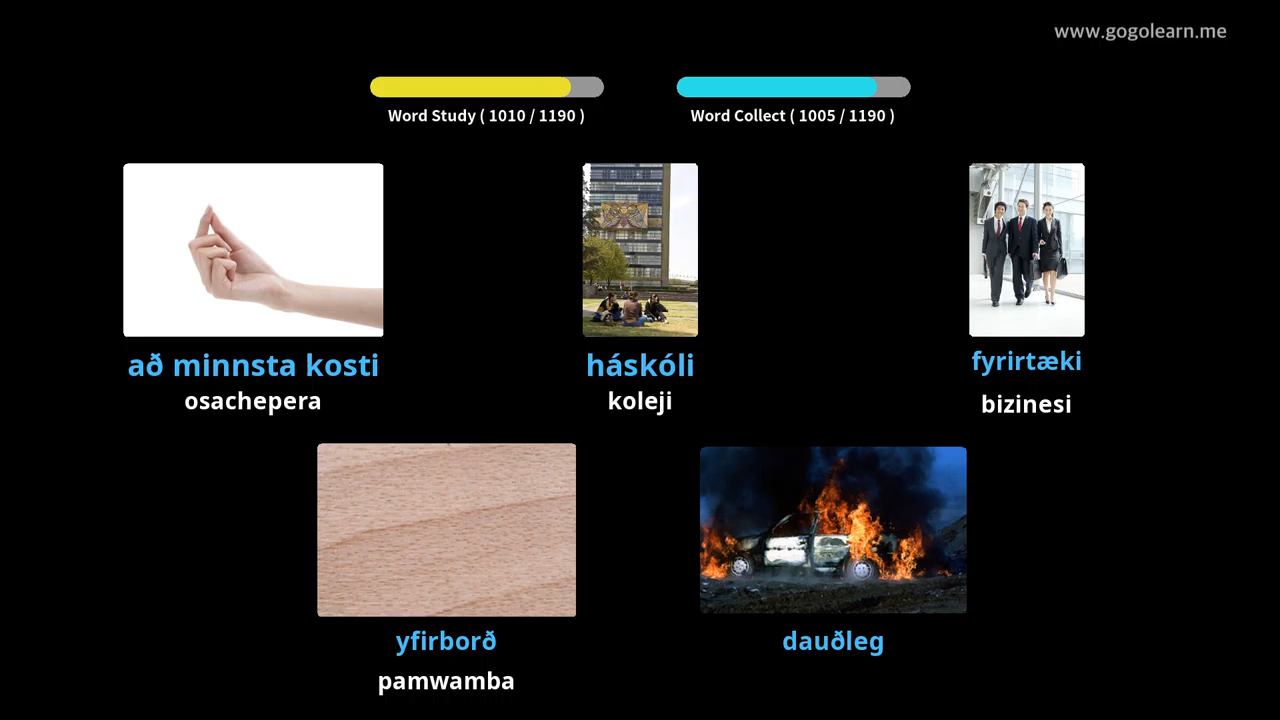 www.gogolearn.me
Word Study ( 1010 / 1190 )
Word Collect ( 1005 / 1190 )
að minnsta kosti
osachepera
háskóli
koleji
fyrirtæki
bizinesi
yfirborð
pamwamba
dauðleg